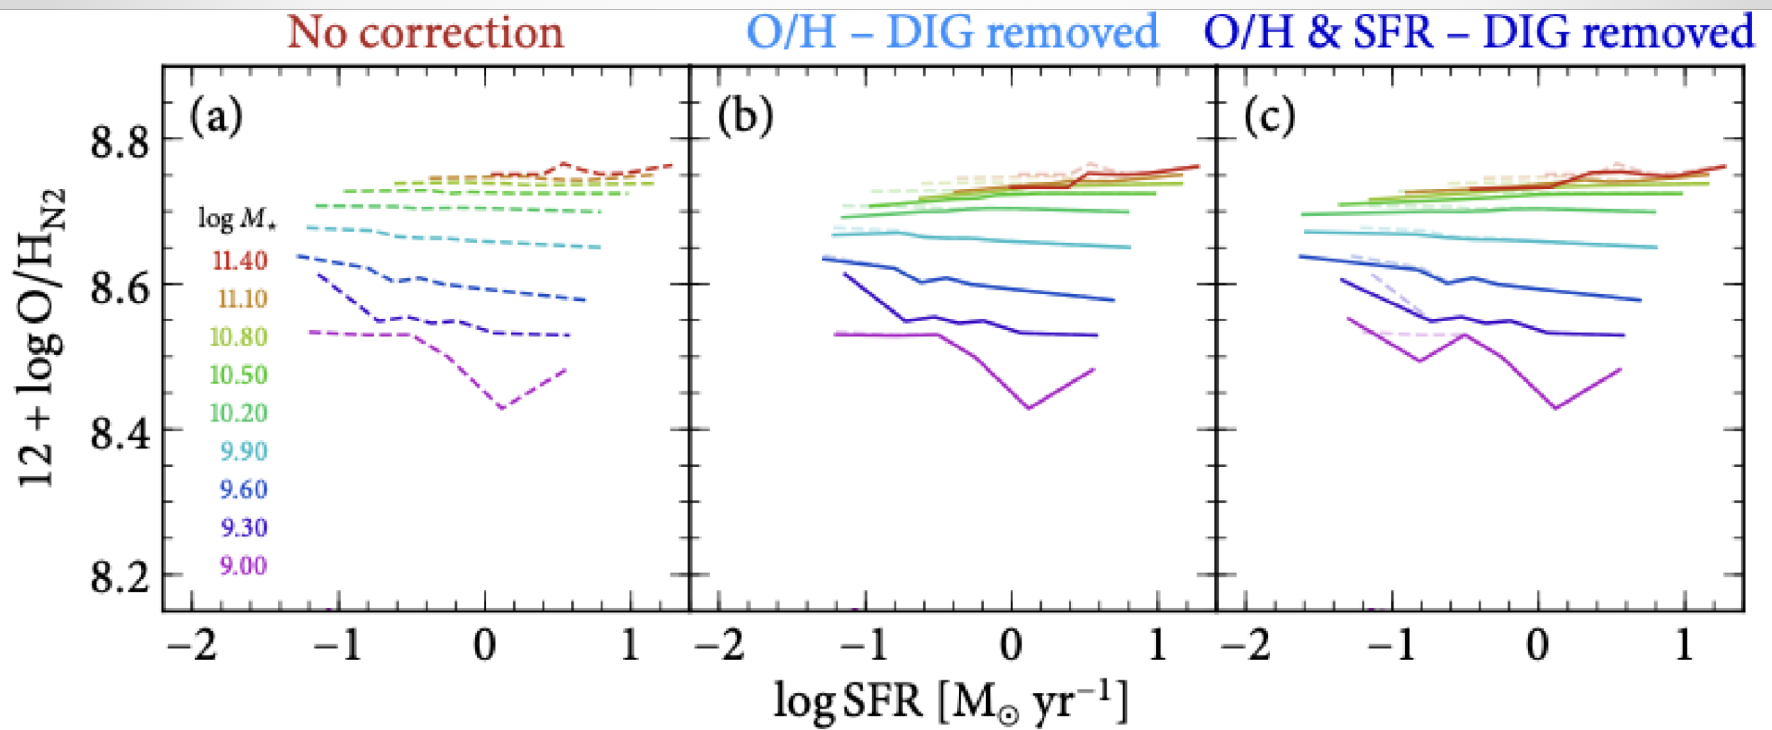 No correction
O/H – DIG removed
O/H & SFR – DIG removed
(a)
(b)
(c)
12 + log O/H_N2
8.8
8.6
8.4
8.2
log M⋆
11.40
11.10
10.80
10.50
10.20
9.90
9.60
9.30
9.00
−2 −1 0 1
−2 −1 0 1
−2 −1 0 1
log SFR [M⊙ yr⁻¹]